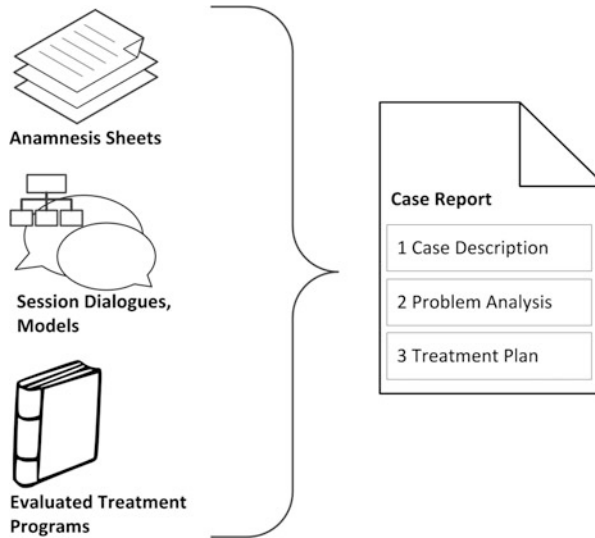 Anamnesis Sheets
Session Dialogues,
Models
Evaluated Treatment
Programs
Case Report
1 Case Description
2 Problem Analysis
3 Treatment Plan